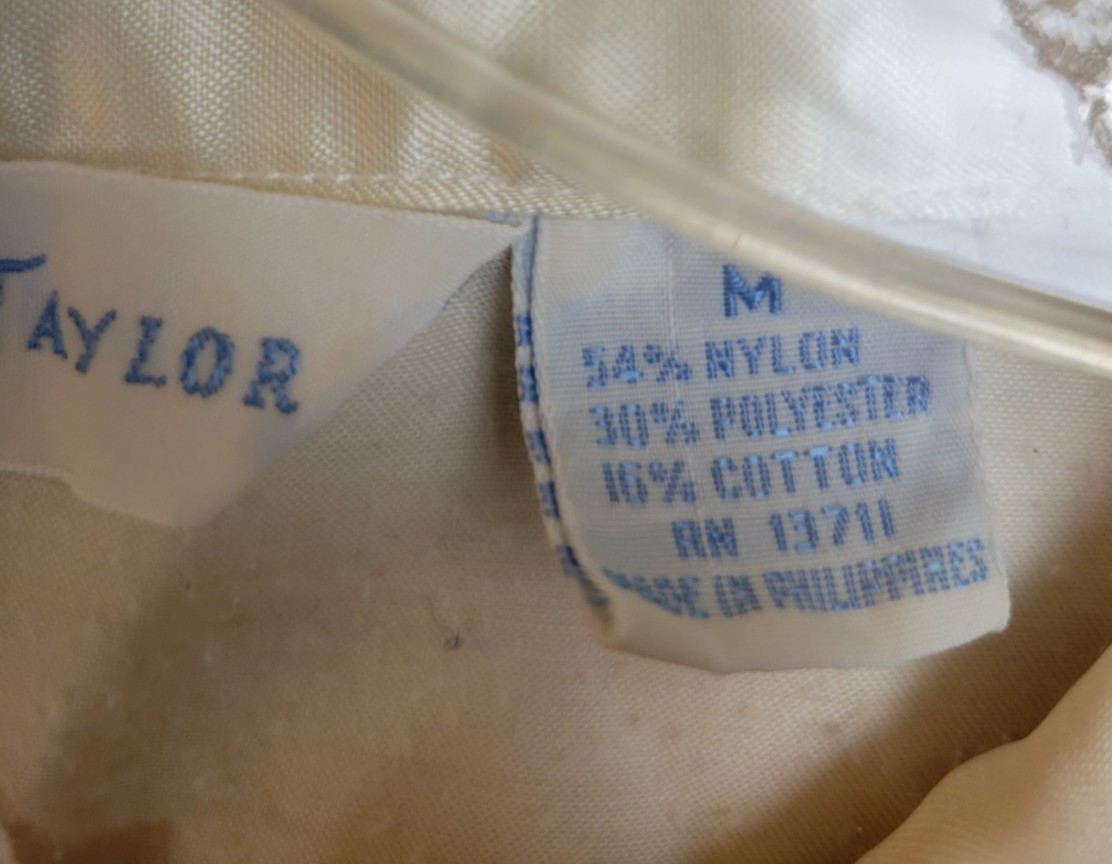 TAYLOR
M
54% NYLON
30% POLYESTER
16% COTTON
RN 13711
MADE IN PHILIPPINES